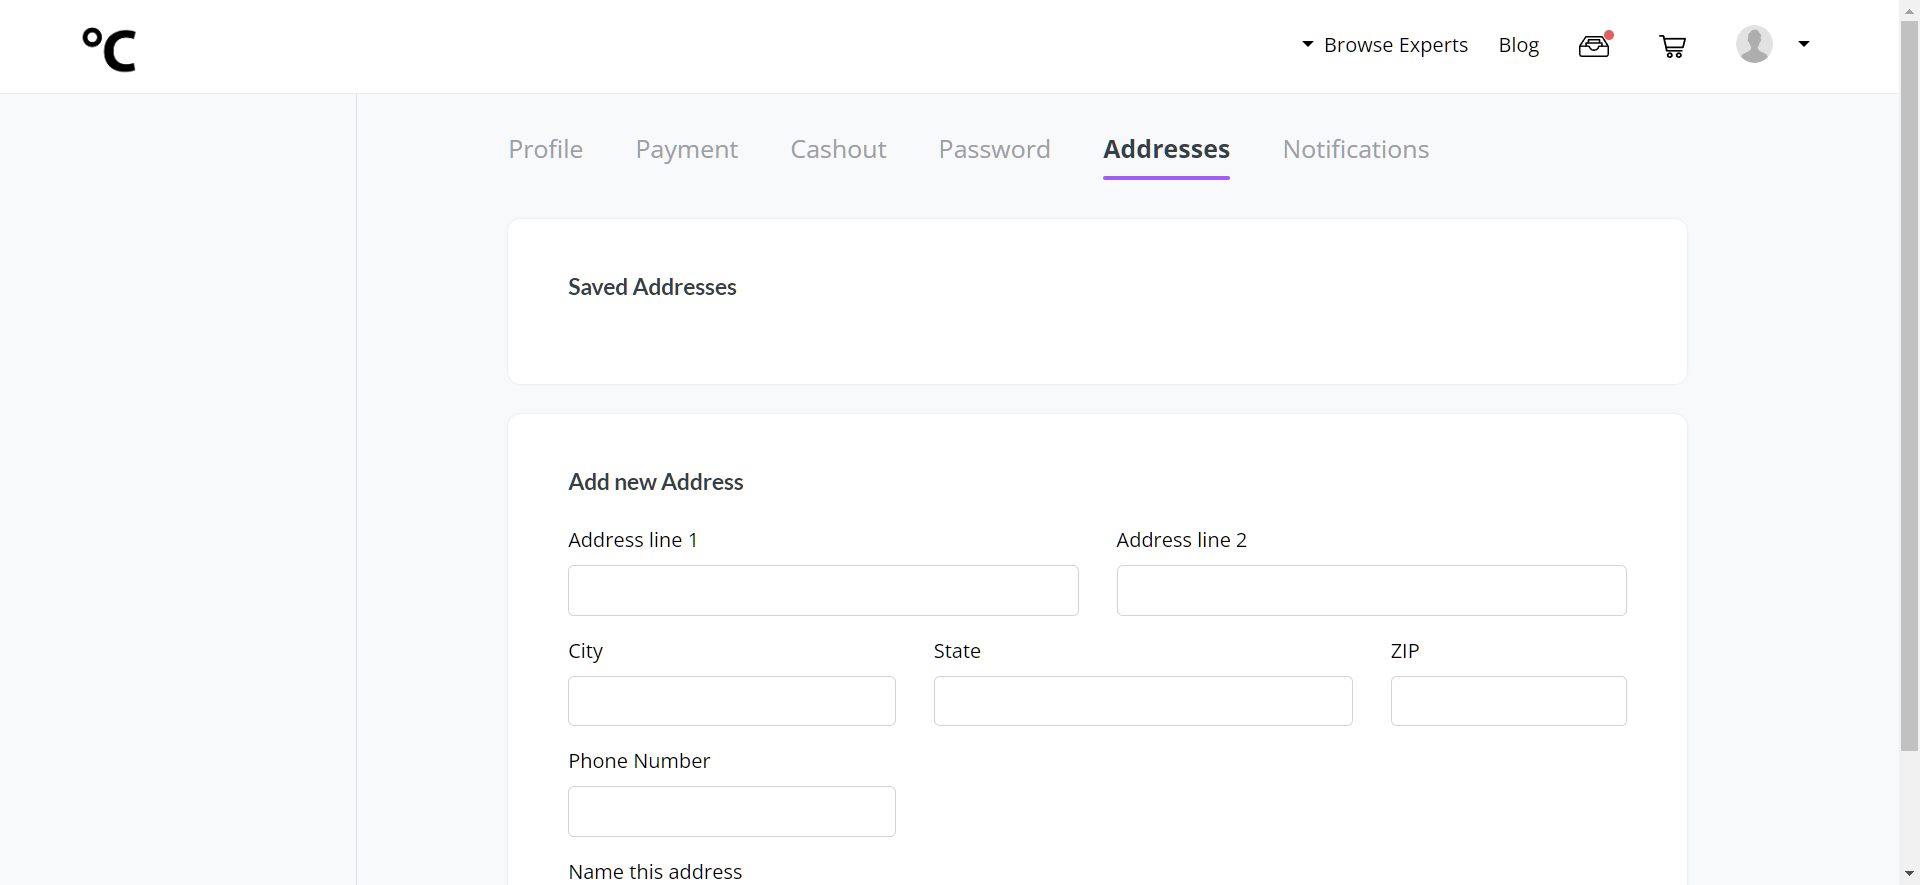 °C
Browse Experts Blog
Profile Payment Cashout Password Addresses Notifications
Saved Addresses
Add new Address
Address line 1 Address line 2
City State ZIP
Phone Number
Name this address